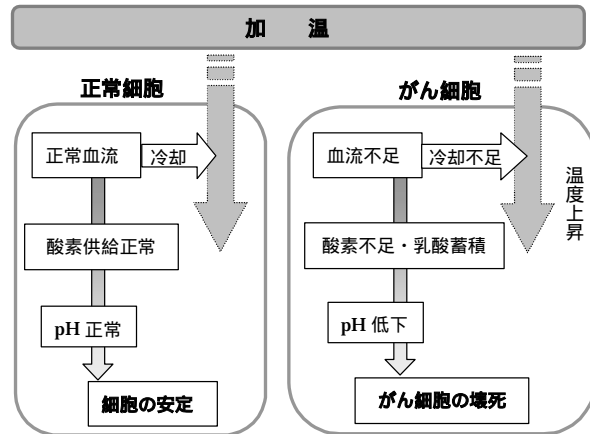 加　温
正常細胞
正常血流
冷却
酸素供給正常
pH 正常
細胞の安定
がん細胞
血流不足
冷却不足
温度上昇
酸素不足・乳酸蓄積
pH 低下
がん細胞の壊死